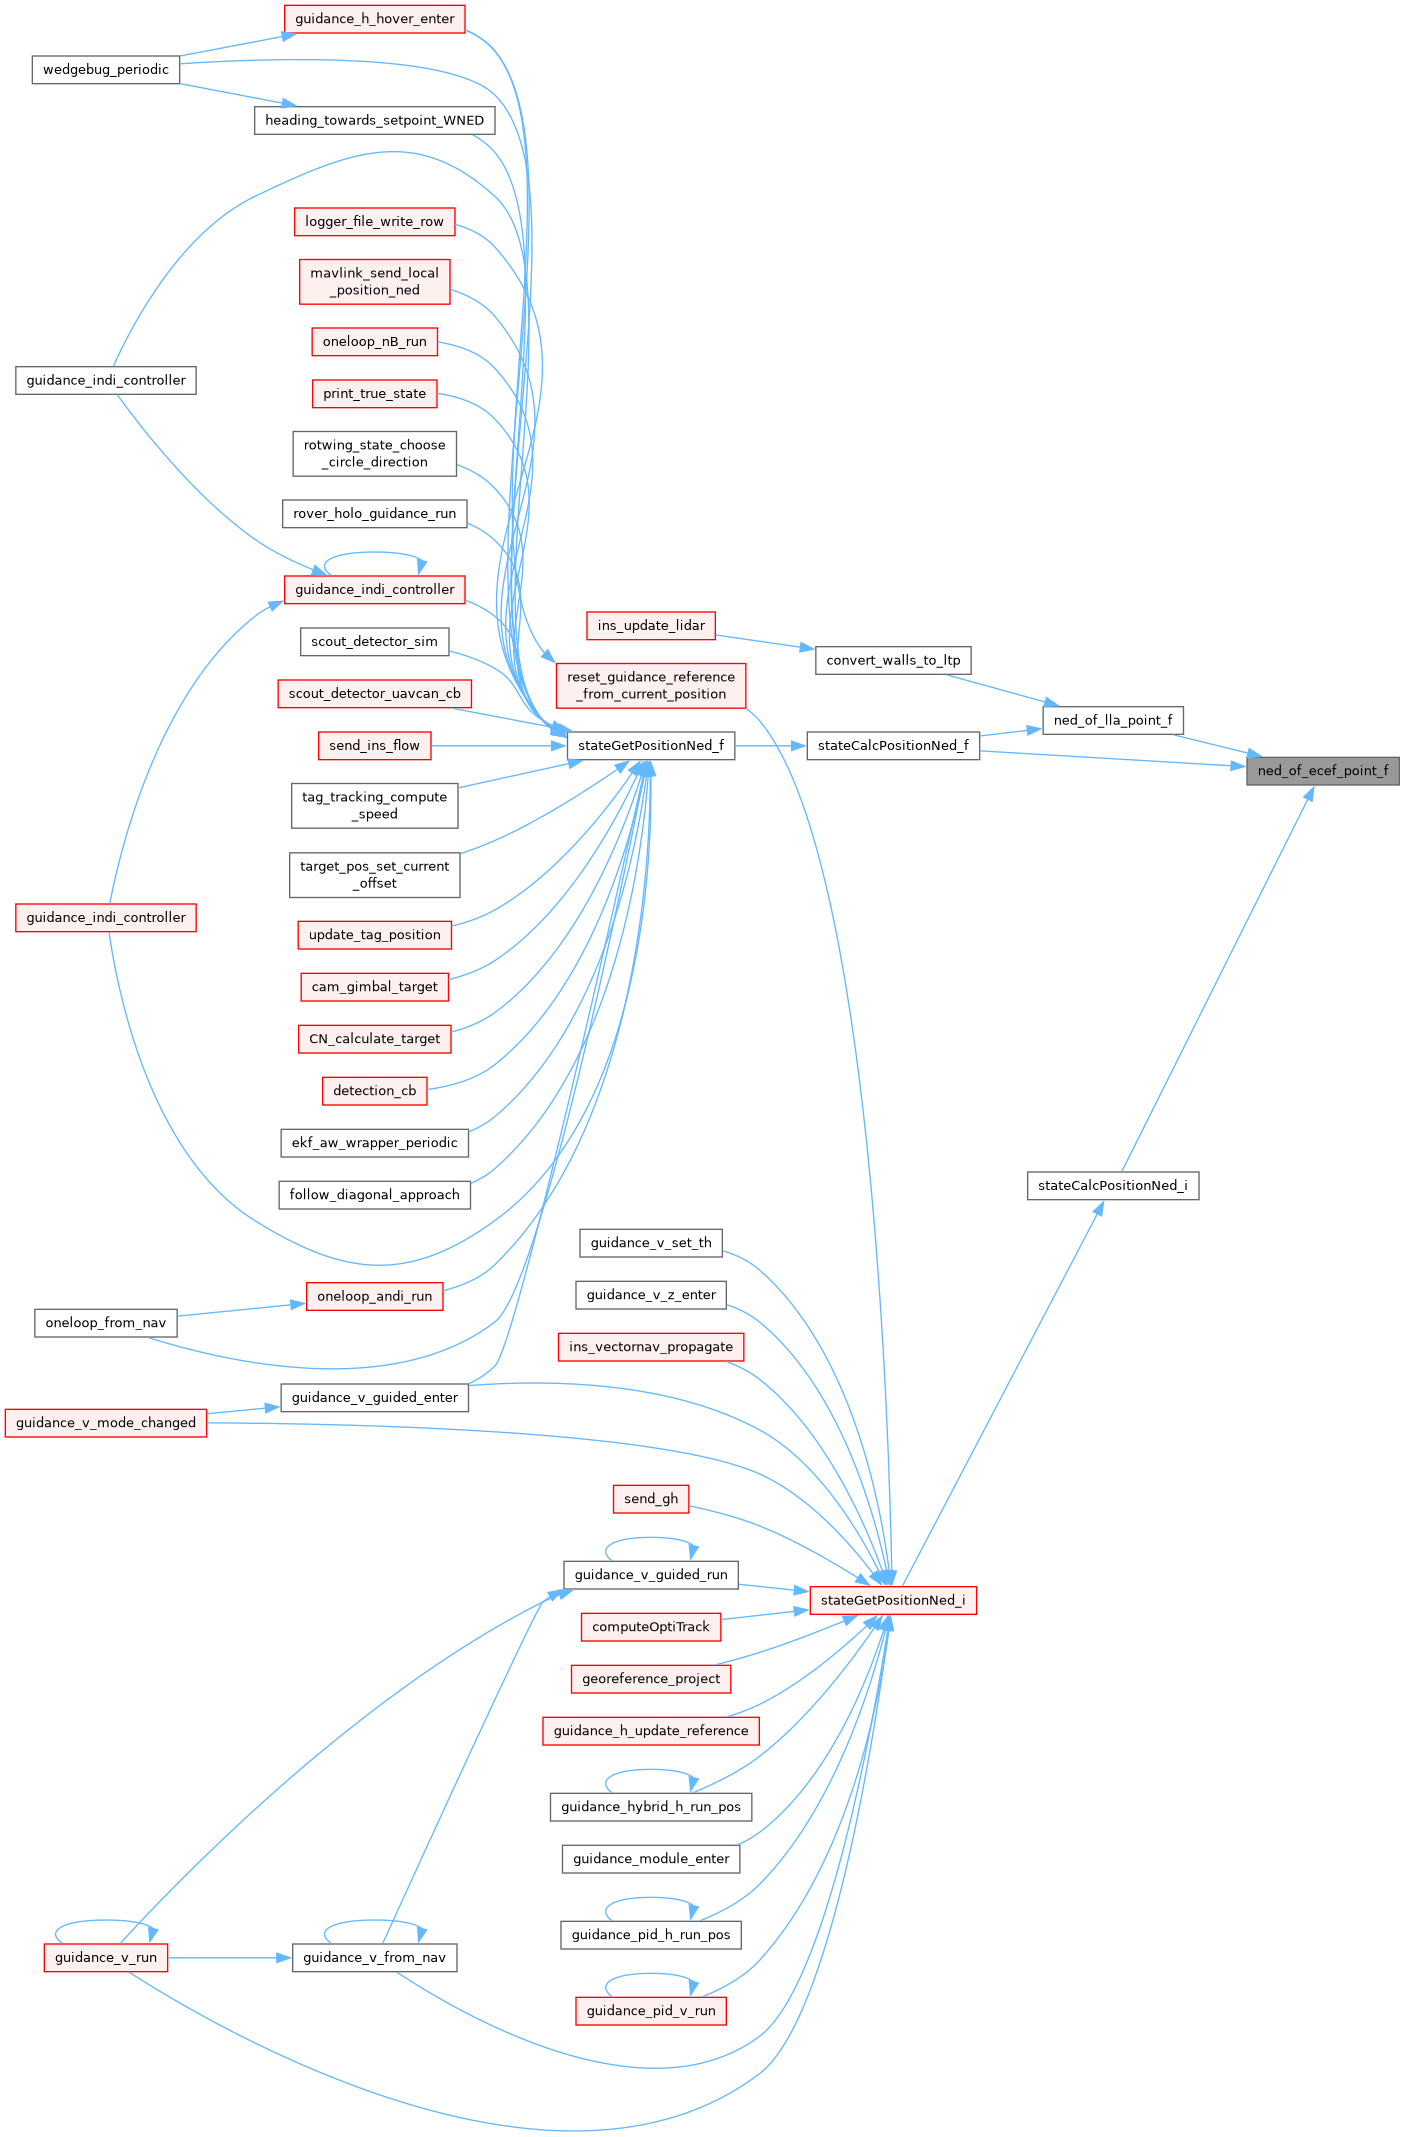 guidance_h_hover_enter
wedgebug_periodic
heading_towards_setpoint_WNED
logger_file_write_row
mavlink_send_local
_position_ned
oneloop_nB_run
guidance_indi_controller
print_true_state
rotwing_state_choose
_circle_direction
rover_holo_guidance_run
guidance_indi_controller
ins_update_lidar
scout_detector_sim
convert_walls_to_ltp
reset_guidance_reference
_from_current_position
scout_detector_uavcan_cb
ned_of_lla_point_f
send_ins_flow
stateGetPositionNed_f
stateCalcPositionNed_f
ned_of_ecef_point_f
tag_tracking_compute
_speed
target_pos_set_current
_offset
guidance_indi_controller
update_tag_position
cam_gimbal_target
CN_calculate_target
detection_cb
ekf_aw_wrapper_periodic
stateCalcPositionNed_i
follow_diagonal_approach
guidance_v_set_th
guidance_v_z_enter
oneloop_andi_run
oneloop_from_nav
ins_vectornav_propagate
guidance_v_guided_enter
guidance_v_mode_changed
send_gh
guidance_v_guided_run
stateGetPositionNed_i
computeOptiTrack
georeference_project
guidance_h_update_reference
guidance_hybrid_h_run_pos
guidance_module_enter
guidance_pid_h_run_pos
guidance_v_run
guidance_v_from_nav
guidance_pid_v_run